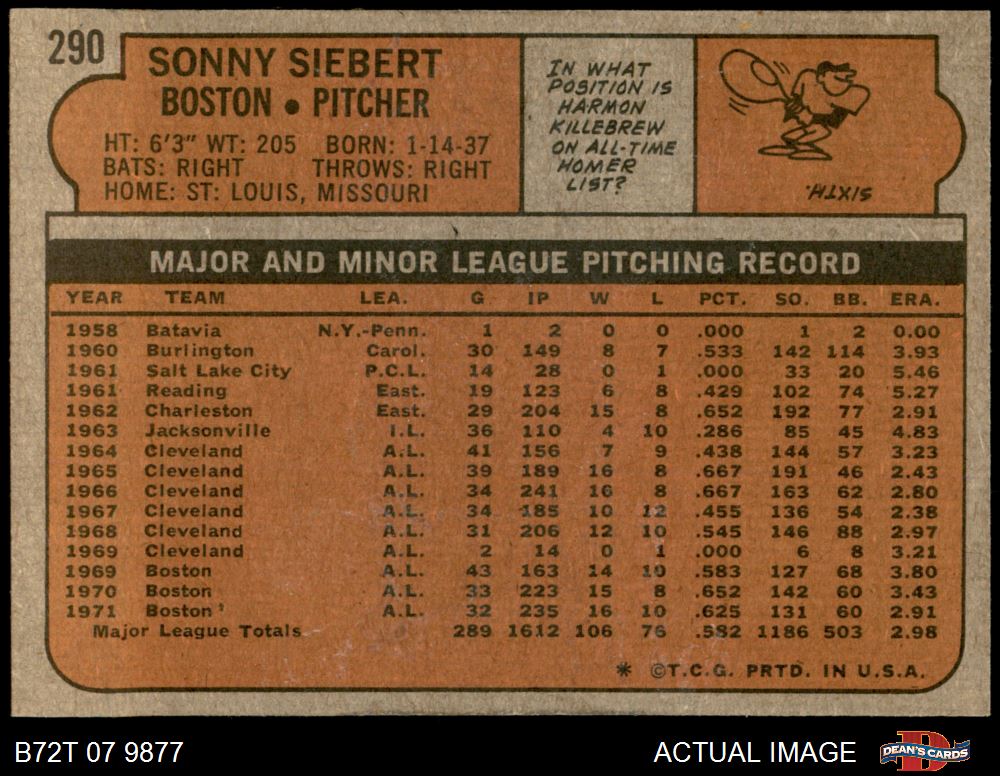 290
SONNY SIEBERT
BOSTON • PITCHER
HT: 6'3" WT: 205 BORN: 1-14-37
BATS: RIGHT THROWS: RIGHT
HOME: ST: LOUIS, MISSOURI
IN WHAT
POSITION IS
HARMON
KILLEBREW
ON ALL-TIME
HOMER
LIST?
SIXTH.
MAJOR AND MINOR LEAGUE PITCHING RECORD
YEAR TEAM LEA. G IP W L PCT. SO. BB. ERA.
1958 Batavia N.Y.-Penn. 1 2 0 0 .000 1 2 0.00
1960 Burlington Carol. 30 149 8 7 .533 142 114 3.93
1961 Salt Lake City P.C.L. 14 28 0 1 .000 33 20 5.46
1961 Reading East. 19 123 6 8 .429 102 74 5.27
1962 Charleston East. 29 204 15 8 .652 192 77 2.91
1963 Jacksonville I.L. 36 110 4 10 .286 85 45 4.83
1964 Cleveland A.L. 41 156 7 9 .438 144 57 3.23
1965 Cleveland A.L. 39 189 16 8 .667 191 46 2.43
1966 Cleveland A.L. 34 241 16 8 .667 163 62 2.80
1967 Cleveland A.L. 34 185 10 12 .455 136 54 2.38
1968 Cleveland A.L. 31 206 12 10 .545 146 88 2.97
1969 Cleveland A.L. 2 14 0 1 .000 6 8 3.21
1969 Boston A.L. 43 163 14 10 .583 127 68 3.80
1970 Boston A.L. 33 223 15 8 .652 142 60 3.43
1971 Boston A.L. 32 235 16 10 .625 131 60 2.91
Major League Totals 289 1612 106 76 .582 1186 503 2.98
* ©T.C.G. PRTD. IN U.S.A.
B72T 07 9877 ACTUAL IMAGE DEAN'S CARDS